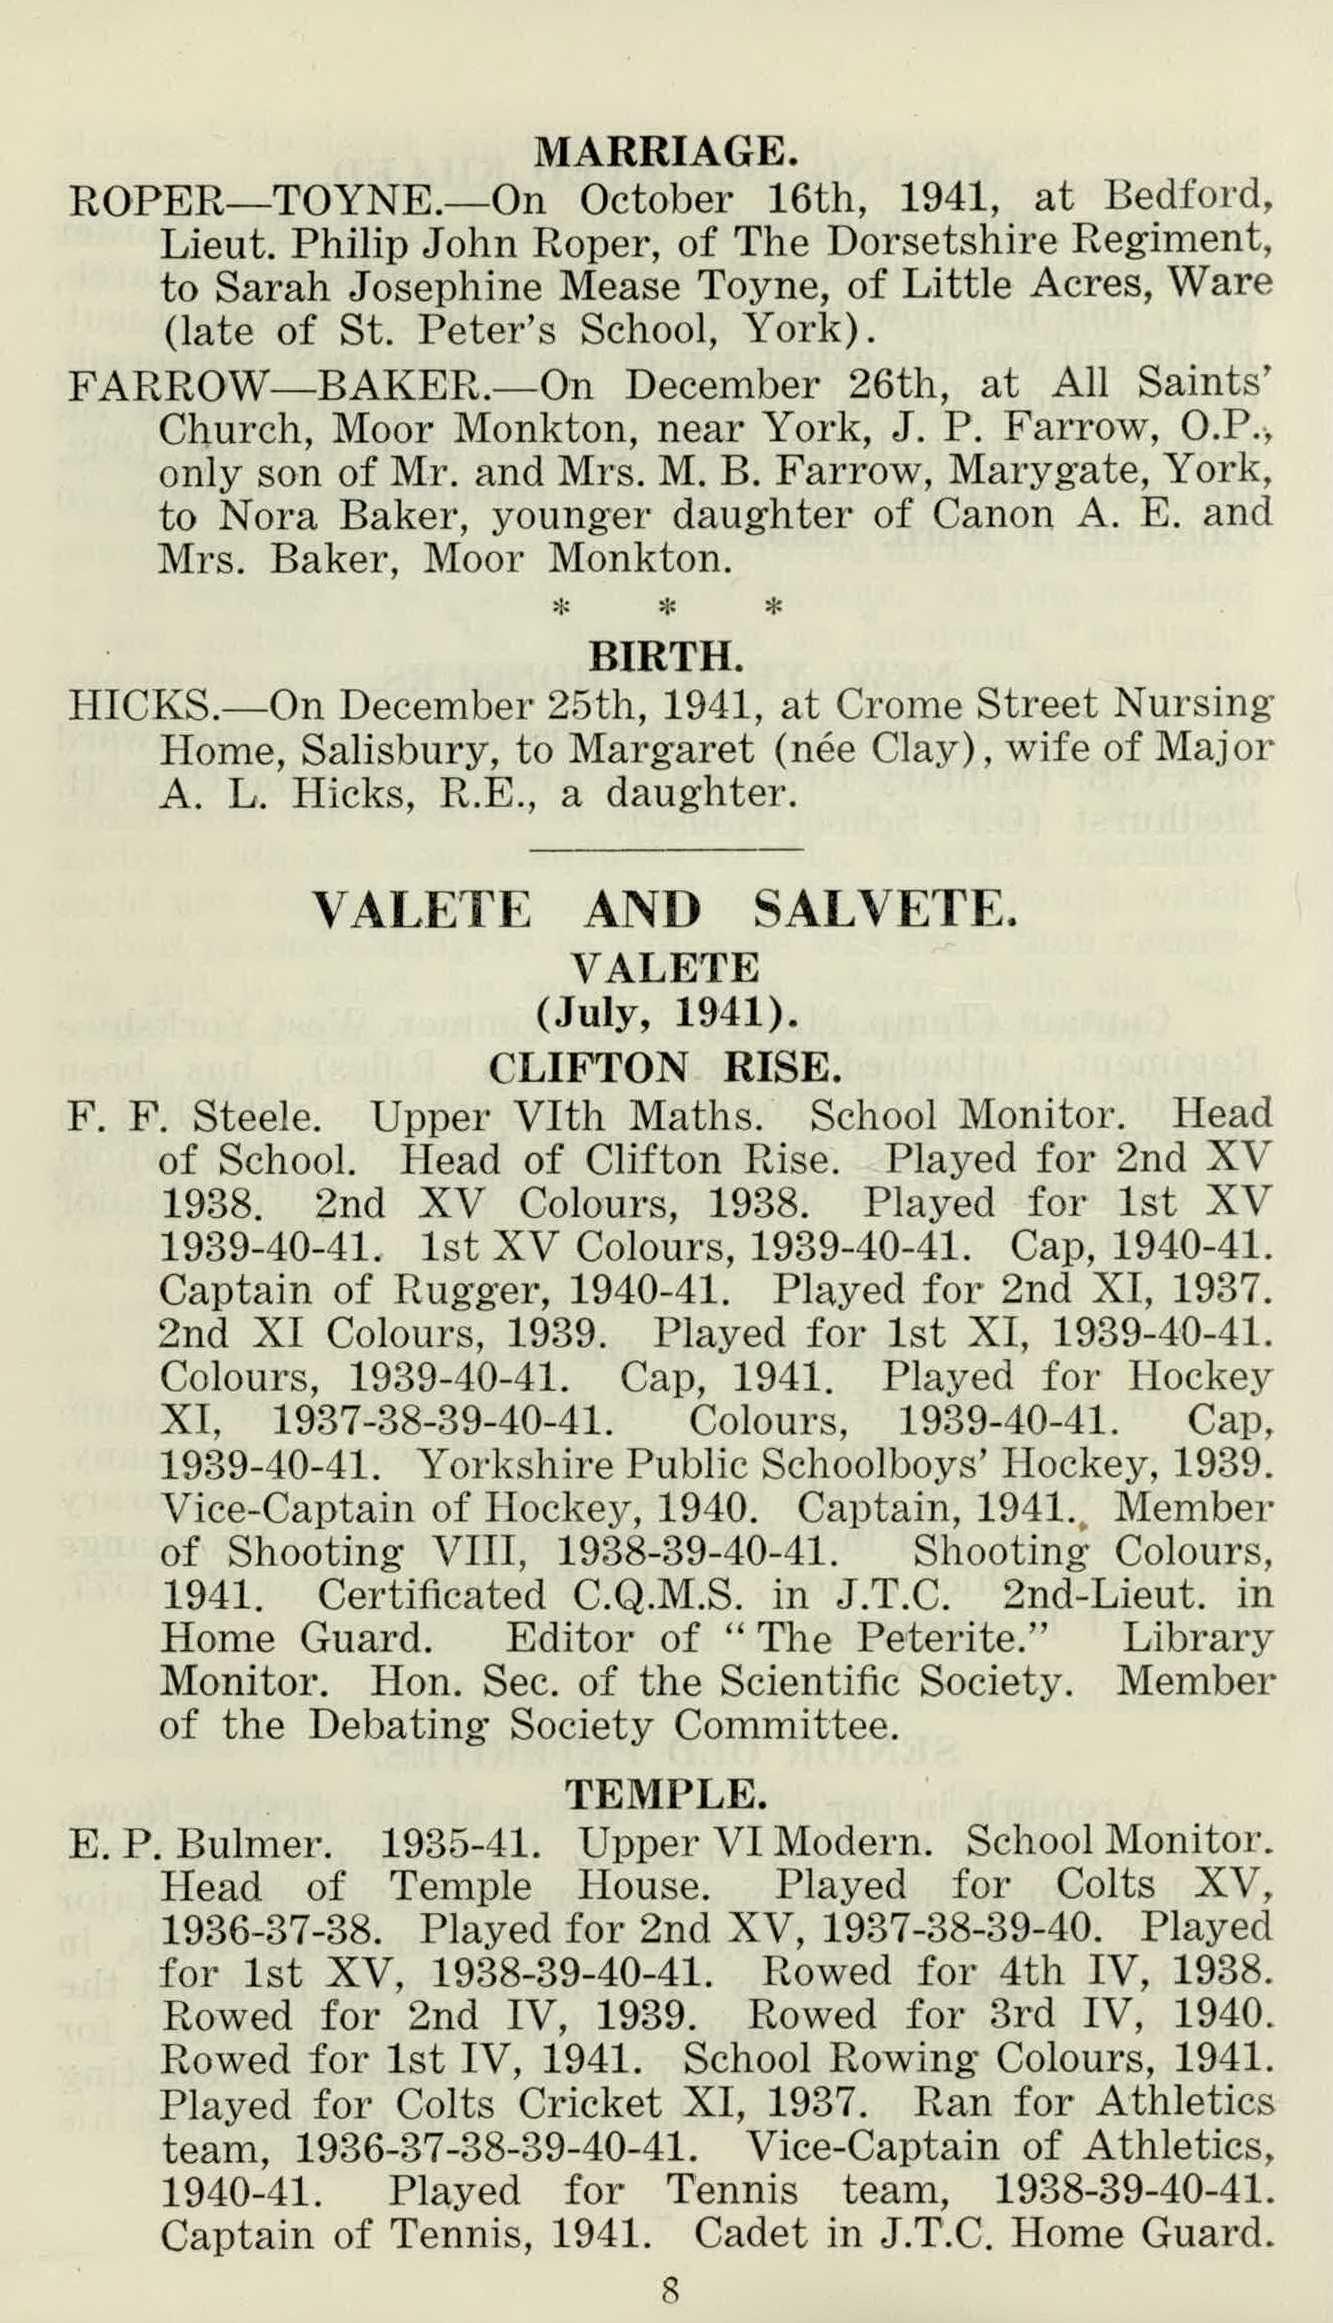 MARRIAGE.
ROPER—TOYNE.—On October 16th, 1941, at Bedford,
Lieut. Philip John Roper, of The Dorsetshire Regiment,
to Sarah Josephine Mease Toyne, of Little Acres, Ware
(late of St. Peter's School, York).
FARROW—BAKER.—On December 26th, at All Saints'
Church, Moor Monkton, near York, J. P. Farrow, O.P.,
only son of Mr. and Mrs. M. B. Farrow, Marygate, York,
to Nora Baker, younger daughter of Canon A. E. and
Mrs. Baker, Moor Monkton.
* * *
BIRTH.
HICKS.—On December 25th, 1941, at Crome Street Nursing
Home, Salisbury, to Margaret (née Clay), wife of Major
A. L. Hicks, R.E., a daughter.
VALETE AND SALVETE.
VALETE
(July, 1941).
CLIFTON RISE.
F. F. Steele. Upper VIth Maths. School Monitor. Head
of School. Head of Clifton Rise. Played for 2nd XV
1938. 2nd XV Colours, 1938. Played for 1st XV
1939-40-41. 1st XV Colours, 1939-40-41. Cap, 1940-41.
Captain of Rugger, 1940-41. Played for 2nd XI, 1937.
2nd XI Colours, 1939. Played for 1st XI, 1939-40-41.
Colours, 1939-40-41. Cap, 1941. Played for Hockey
XI, 1937-38-39-40-41. Colours, 1939-40-41. Cap,
1939-40-41. Yorkshire Public Schoolboys' Hockey, 1939.
Vice-Captain of Hockey, 1940. Captain, 1941. Member
of Shooting VIII, 1938-39-40-41. Shooting Colours,
1941. Certificated C.Q.M.S. in J.T.C. 2nd-Lieut. in
Home Guard. Editor of "The Peterite." Library
Monitor. Hon. Sec. of the Scientific Society. Member
of the Debating Society Committee.
TEMPLE.
E. P. Bulmer. 1935-41. Upper VI Modern. School Monitor.
Head of Temple House. Played for Colts XV,
1936-37-38. Played for 2nd XV, 1937-38-39-40. Played
for 1st XV, 1938-39-40-41. Rowed for 4th IV, 1938.
Rowed for 2nd IV, 1939. Rowed for 3rd IV, 1940.
Rowed for 1st IV, 1941. School Rowing Colours, 1941.
Played for Colts Cricket XI, 1937. Ran for Athletics
team, 1936-37-38-39-40-41. Vice-Captain of Athletics,
1940-41. Played for Tennis team, 1938-39-40-41.
Captain of Tennis, 1941. Cadet in J.T.C. Home Guard.
8